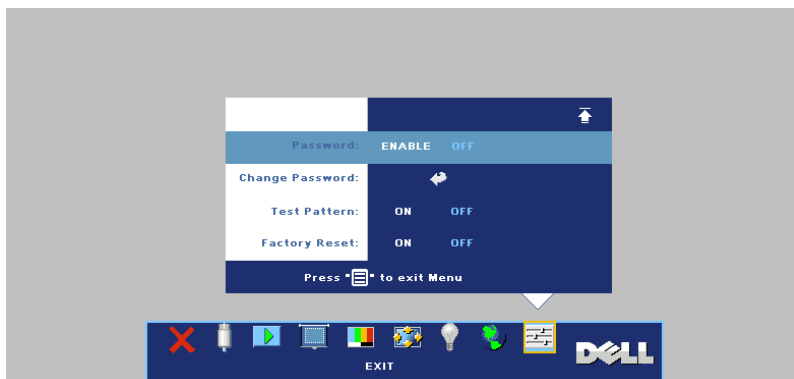 Password: ENABLE OFF
Change Password:
Test Pattern: ON OFF
Factory Reset: ON OFF
Press "" to exit Menu
EXIT
DELL